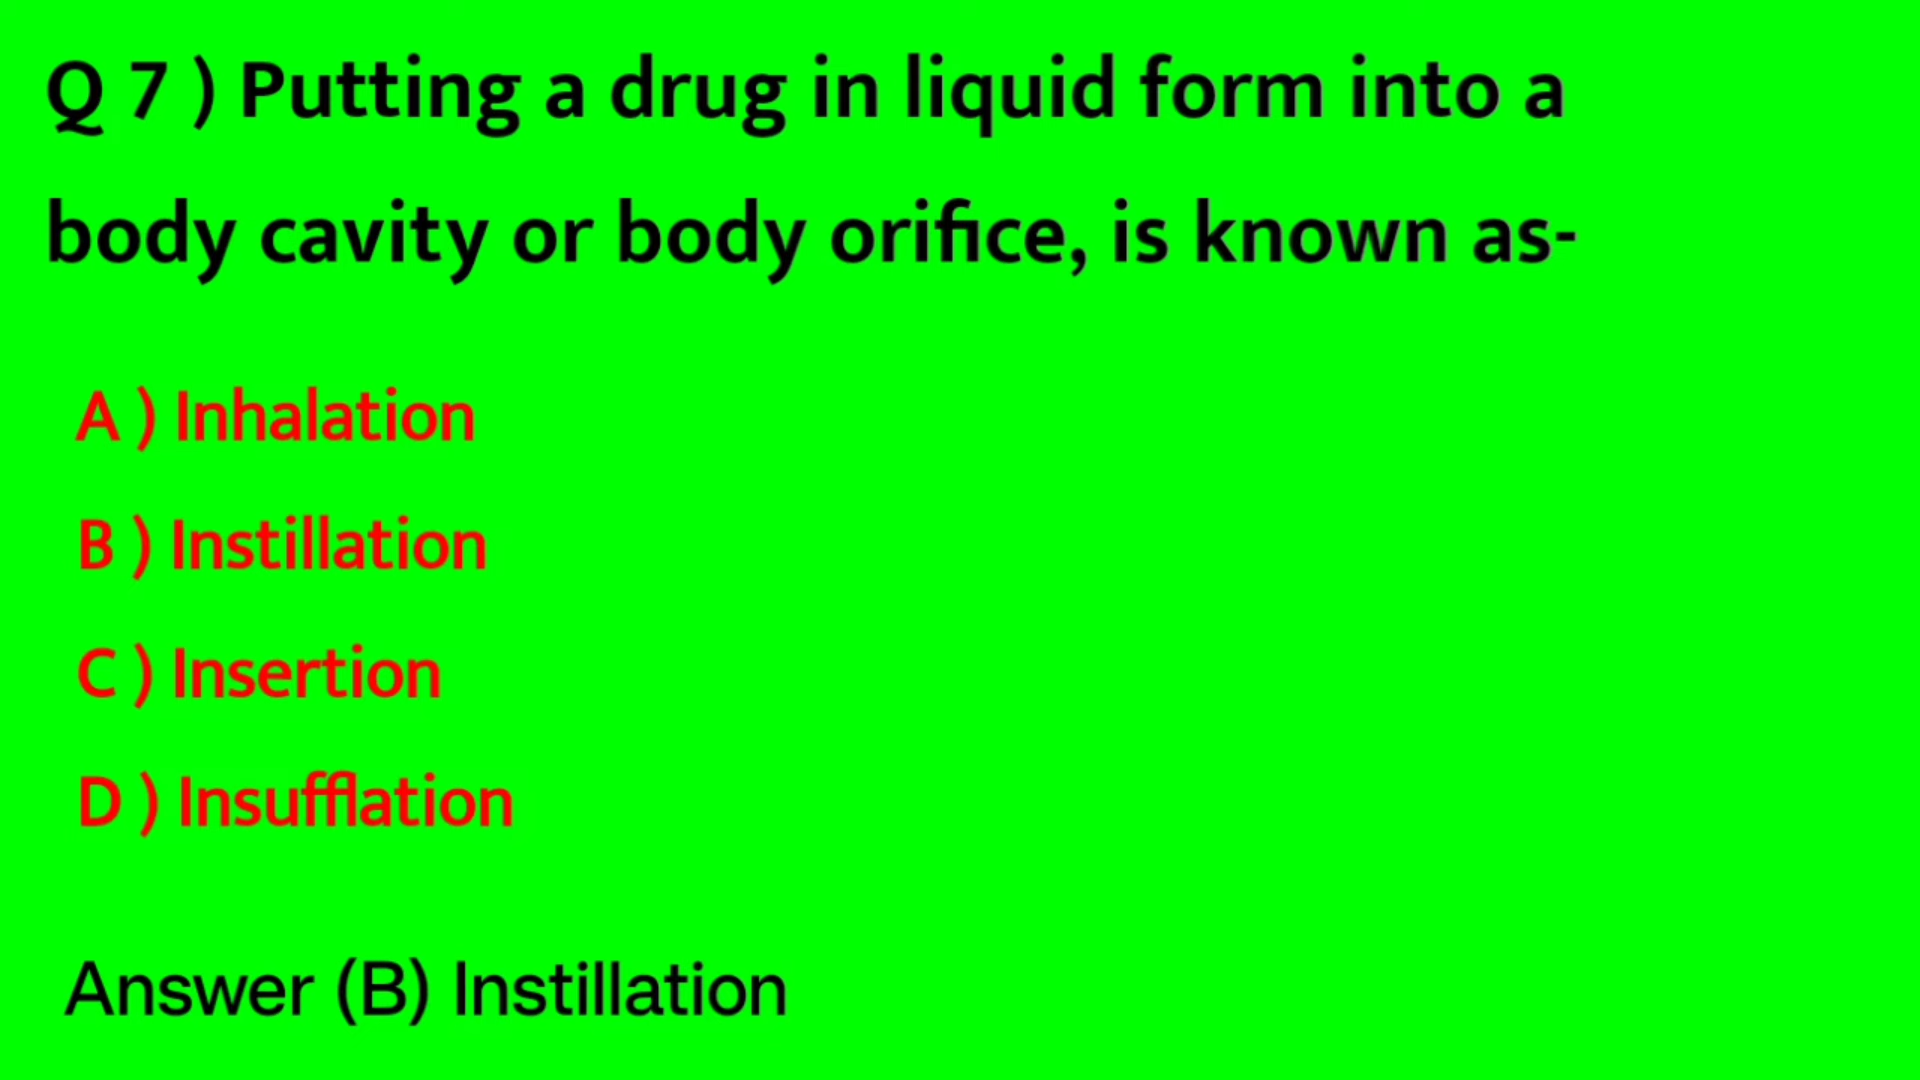 Q 7 ) Putting a drug in liquid form into a
body cavity or body orifice, is known as-
A ) Inhalation
B ) Instillation
C ) Insertion
D ) Insufflation
Answer (B) Instillation